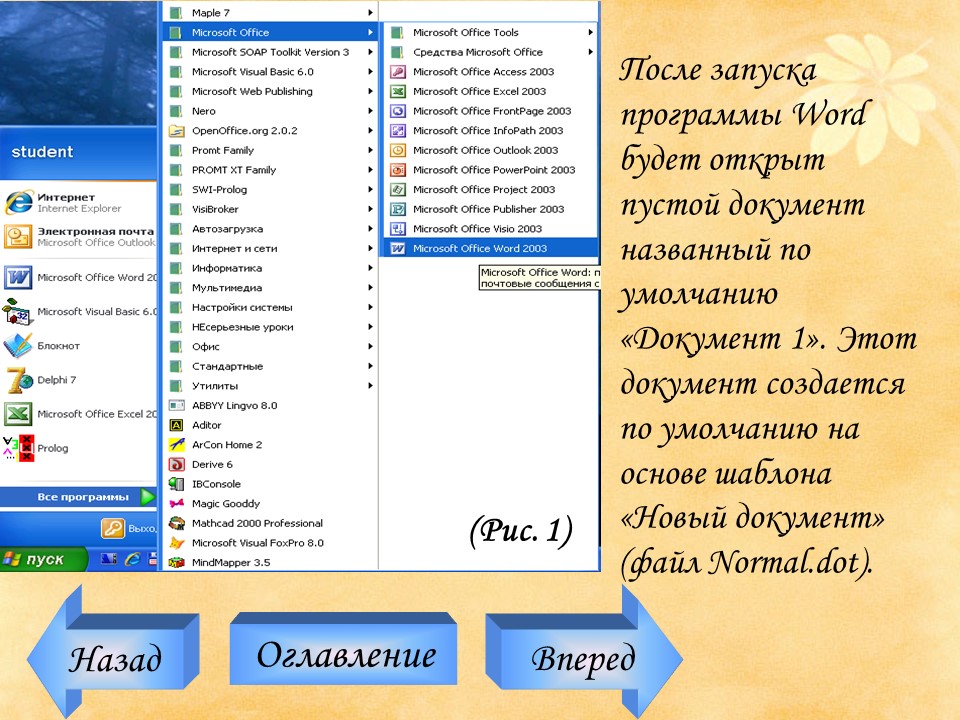 student
Интернет
Internet Explorer
Электронная почта
Microsoft Office Outlook
Microsoft Office Word 20
Microsoft Visual Basic 6.0
Блокнот
Delphi 7
Microsoft Office Excel 20
Prolog
Все программы
Выхо
пуск
Maple 7
Microsoft Office
Microsoft SOAP Toolkit Version 3
Microsoft Visual Basic 6.0
Microsoft Web Publishing
Nero
OpenOffice.org 2.0.2
Promt Family
PROMT XT Family
SWI-Prolog
VisiBroker
Автозагрузка
Интернет и сети
Информатика
Мультимедиа
Настройки системы
НЕсерьезные уроки
Офис
Стандартные
Утилиты
ABBYY Lingvo 8.0
Aditor
ArCon Home 2
Derive 6
IBConsole
Magic Gooddy
Mathcad 2000 Professional
Microsoft Visual FoxPro 8.0
MindMapper 3.5
Microsoft Office Tools
Средства Microsoft Office
Microsoft Office Access 2003
Microsoft Office Excel 2003
Microsoft Office FrontPage 2003
Microsoft Office InfoPath 2003
Microsoft Office Outlook 2003
Microsoft Office PowerPoint 2003
Microsoft Office Project 2003
Microsoft Office Publisher 2003
Microsoft Office Visio 2003
Microsoft Office Word 2003
Microsoft Office Word: п
почтовые сообщения с
(Рис. 1)
После запуска
программы Word
будет открыт
пустой документ
названный по
умолчанию
«Документ 1». Этот
документ создается
по умолчанию на
основе шаблона
«Новый документ»
(файл Normal.dot).
Назад
Оглавление
Вперед